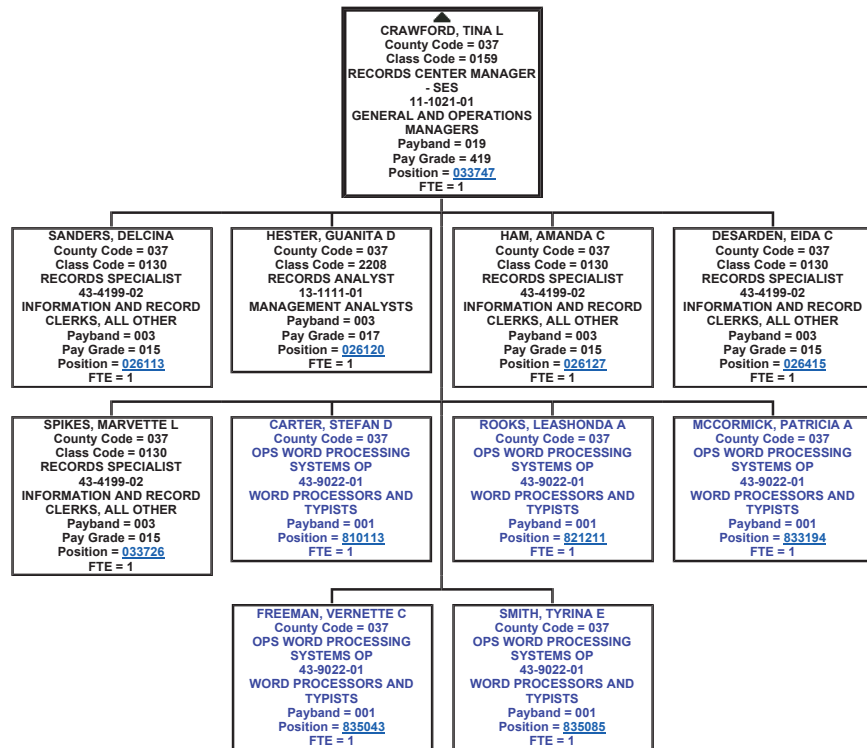 CRAWFORD, TINA L
County Code = 037
Class Code = 0159
RECORDS CENTER MANAGER
- SES
11-1021-01
GENERAL AND OPERATIONS
MANAGERS
Payband = 019
Pay Grade = 419
Position = 033747
FTE = 1
SANDERS, DELCINA
County Code = 037
Class Code = 0130
RECORDS SPECIALIST
43-4199-02
INFORMATION AND RECORD
CLERKS, ALL OTHER
Payband = 003
Pay Grade = 015
Position = 026113
FTE = 1
HESTER, GUANITA D
County Code = 037
Class Code = 2208
RECORDS ANALYST
13-1111-01
MANAGEMENT ANALYSTS
Payband = 003
Pay Grade = 017
Position = 026120
FTE = 1
HAM, AMANDA C
County Code = 037
Class Code = 0130
RECORDS SPECIALIST
43-4199-02
INFORMATION AND RECORD
CLERKS, ALL OTHER
Payband = 003
Pay Grade = 015
Position = 026127
FTE = 1
DESARDEN, EIDA C
County Code = 037
Class Code = 0130
RECORDS SPECIALIST
43-4199-02
INFORMATION AND RECORD
CLERKS, ALL OTHER
Payband = 003
Pay Grade = 015
Position = 026415
FTE = 1
SPIKES, MARVETTE L
County Code = 037
Class Code = 0130
RECORDS SPECIALIST
43-4199-02
INFORMATION AND RECORD
CLERKS, ALL OTHER
Payband = 003
Pay Grade = 015
Position = 033726
FTE = 1
CARTER, STEFAN D
County Code = 037
OPS WORD PROCESSING
SYSTEMS OP
43-9022-01
WORD PROCESSORS AND
TYPISTS
Payband = 001
Position = 810113
FTE = 1
ROOKS, LEASHONDA A
County Code = 037
OPS WORD PROCESSING
SYSTEMS OP
43-9022-01
WORD PROCESSORS AND
TYPISTS
Payband = 001
Position = 821211
FTE = 1
MCCORMICK, PATRICIA A
County Code = 037
OPS WORD PROCESSING
SYSTEMS OP
43-9022-01
WORD PROCESSORS AND
TYPISTS
Payband = 001
Position = 833194
FTE = 1
FREEMAN, VERNETTE C
County Code = 037
OPS WORD PROCESSING
SYSTEMS OP
43-9022-01
WORD PROCESSORS AND
TYPISTS
Payband = 001
Position = 835043
FTE = 1
SMITH, TYRINA E
County Code = 037
OPS WORD PROCESSING
SYSTEMS OP
43-9022-01
WORD PROCESSORS AND
TYPISTS
Payband = 001
Position = 835085
FTE = 1